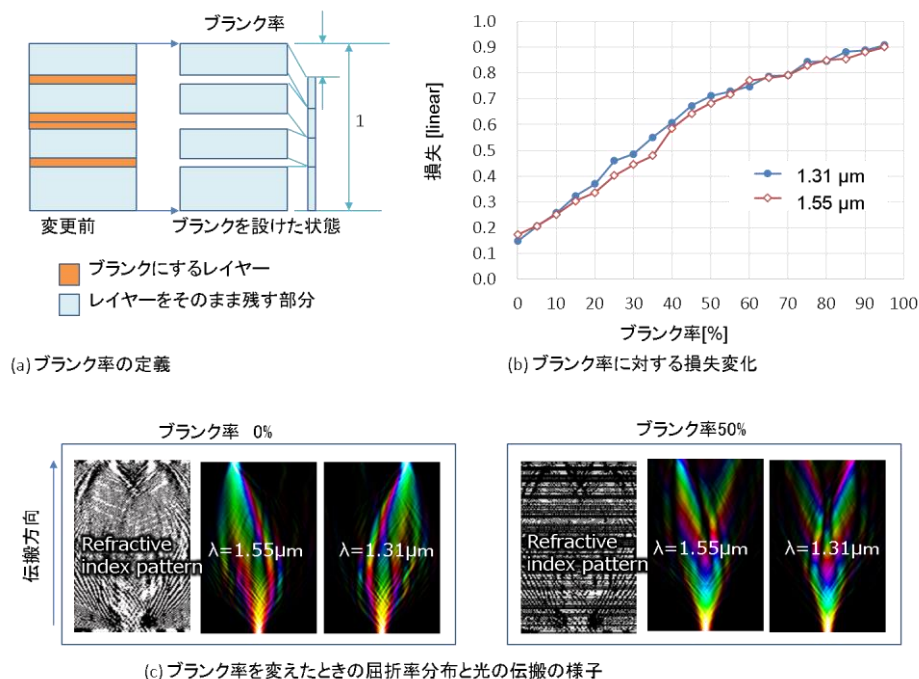 ブランク率
1
変更前
ブランクを設けた状態
ブランクにするレイヤー
レイヤーをそのまま残す部分
(a) ブランク率の定義
損失 [linear]
1.0
0.9
0.8
0.7
0.6
0.5
0.4
0.3
0.2
0.1
0.0
1.31 μm
1.55 μm
0 10 20 30 40 50 60 70 80 90 100
ブランク率[%]
(b) ブランク率に対する損失変化
ブランク率 0%
伝搬方向
Refractive
index pattern
λ=1.55μm
λ=1.31μm
ブランク率50%
Refractive
index pattern
λ=1.55μm
λ=1.31μm
(c) ブランク率を変えたときの屈折率分布と光の伝搬の様子